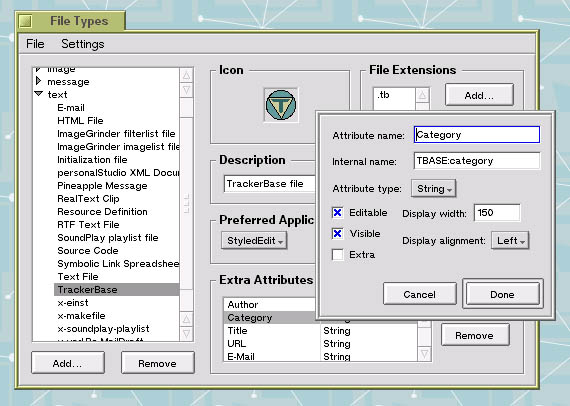 File Types
File Settings
image
message
text
E-mail
HTML File
ImageGrinder filterlist file
ImageGrinder imagelist file
Initialization file
personalStudio XML Docu
Pineapple Message
RealText Clip
Resource Definition
RTF Text File
SoundPlay playlist file
Source Code
Symbolic Link Spreadshee
Text File
TrackerBase
x-einst
x-makefile
x-soundplay-playlist
Add...
Remove
Icon
File Extensions
.tb
Add...
Description
TrackerBase file
Preferred Applic
StyledEdit
Extra Attributes
Author
Category
Title String
URL String
E-Mail String
Remove
Attribute name: Category
Internal name: TBASE:category
Attribute type: String
Editable Display width: 150
Visible
Display alignment: Left
Extra
Cancel Done